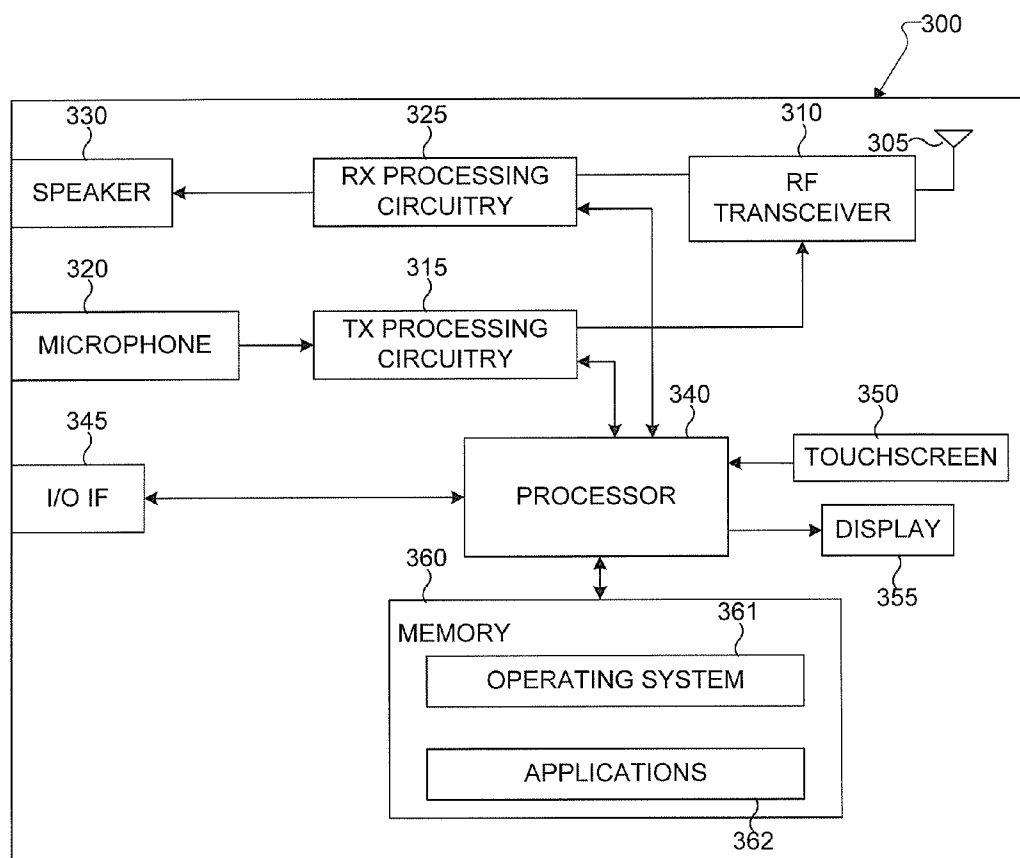 300
330
325
310
305
SPEAKER
RX PROCESSING
CIRCUITRY
RF
TRANSCEIVER
320
315
MICROPHONE
TX PROCESSING
CIRCUITRY
345
340
350
I/O IF
PROCESSOR
TOUCHSCREEN
DISPLAY
355
360
MEMORY
361
OPERATING SYSTEM
APPLICATIONS
362